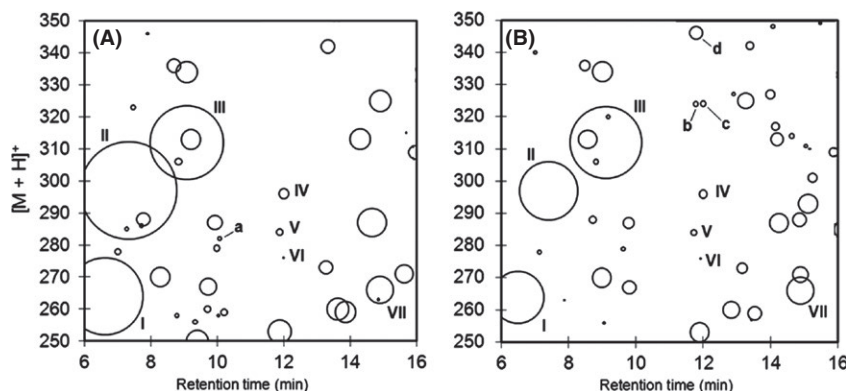 (A)
(B)
[M + H]⁺
350
340
330
320
310
300
290
280
270
260
250
6
8
10
12
14
16
Retention time (min)
I
II
III
IV
V
VI
VII
a
350
340
330
320
310
300
290
280
270
260
250
6
8
10
12
14
16
Retention time (min)
I
II
III
IV
V
VI
VII
b
c
d